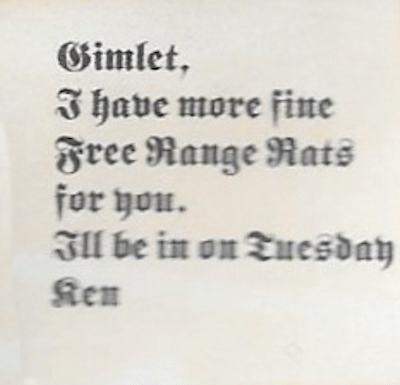 Gimlet,
I have more fine
Free Range Rats
for you.
Ill be in on Tuesday
Ken